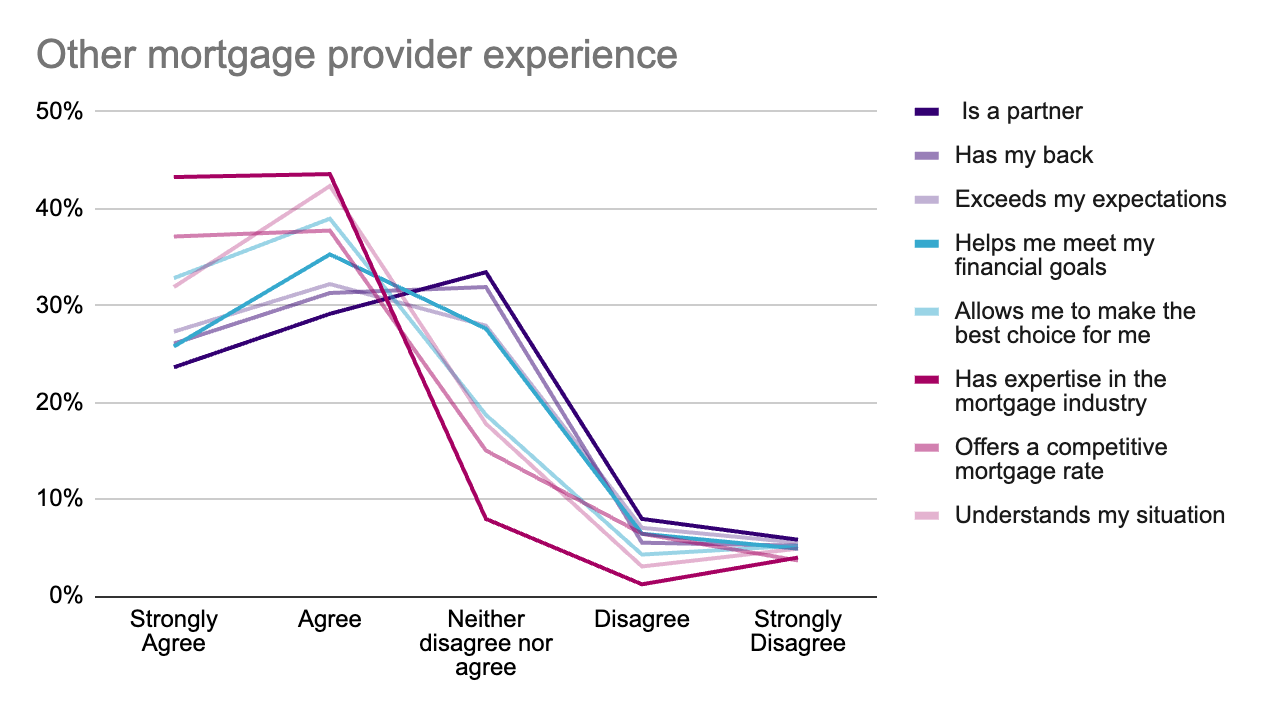 Other mortgage provider experience
50%
40%
30%
20%
10%
0%
Strongly
Agree
Agree
Neither
disagree nor
agree
Disagree
Strongly
Disagree
Is a partner
Has my back
Exceeds my expectations
Helps me meet my
financial goals
Allows me to make the
best choice for me
Has expertise in the
mortgage industry
Offers a competitive
mortgage rate
Understands my situation